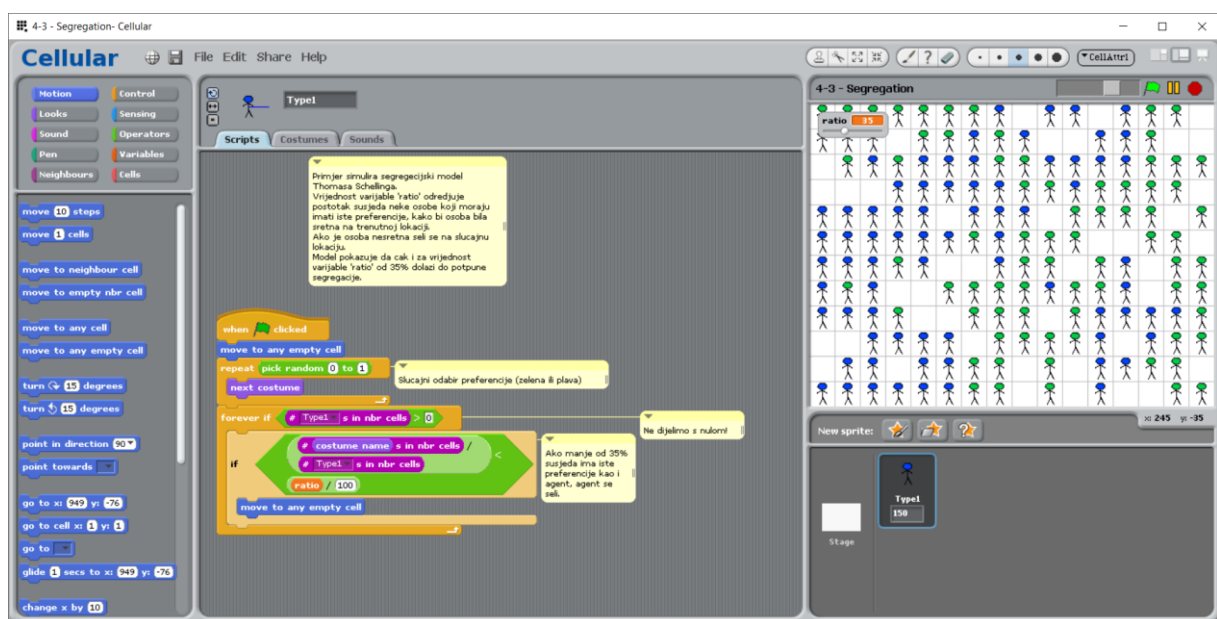 4-3 - Segregation- Cellular
Cellular File Edit Share Help
CellAttr1
Motion Control
Looks Sensing
Sound Operators
Pen Variables
Neighbours Cells
move 10 steps
move 1 cells
move to neighbour cell
move to empty nbr cell
move to any cell
move to any empty cell
turn 15 degrees
turn 15 degrees
point in direction 90
point towards
go to x: 949 y: -76
go to cell x: 1 y: 1
go to
glide 1 secs to x: 949 y: -76
change x by 10
Type1
Scripts Costumes Sounds
Primjer simulira segregecijski model
Thomasa Schellinga.
Vrijednost varijable 'ratio' odredjuje
postotak susjeda neke osobe koji moraju
imati iste preferencije, kako bi osoba bila
sretna na trenutnoj lokaciji.
Ako je osoba nesretna seli se na slucajnu
lokaciju.
Model pokazuje da cak i za vrijednost
varijable 'ratio' od 35% dolazi do potpune
segregacije.
when clicked
move to any empty cell
repeat pick random 0 to 1
next costume
Slucajni odabir preferencije (zelena ili plava)
forever if # Type1 s in nbr cells > 0
Ne dijelimo s nulom!
if # costume name s in nbr cells /
# Type1 s in nbr cells <
ratio / 100
move to any empty cell
Ako manje od 35%
susjeda ima iste
preferencije kao i
agent, agent se
seli.
4-3 - Segregation
ratio 35
x: 245 y: -35
New sprite:
Type1
150
Stage